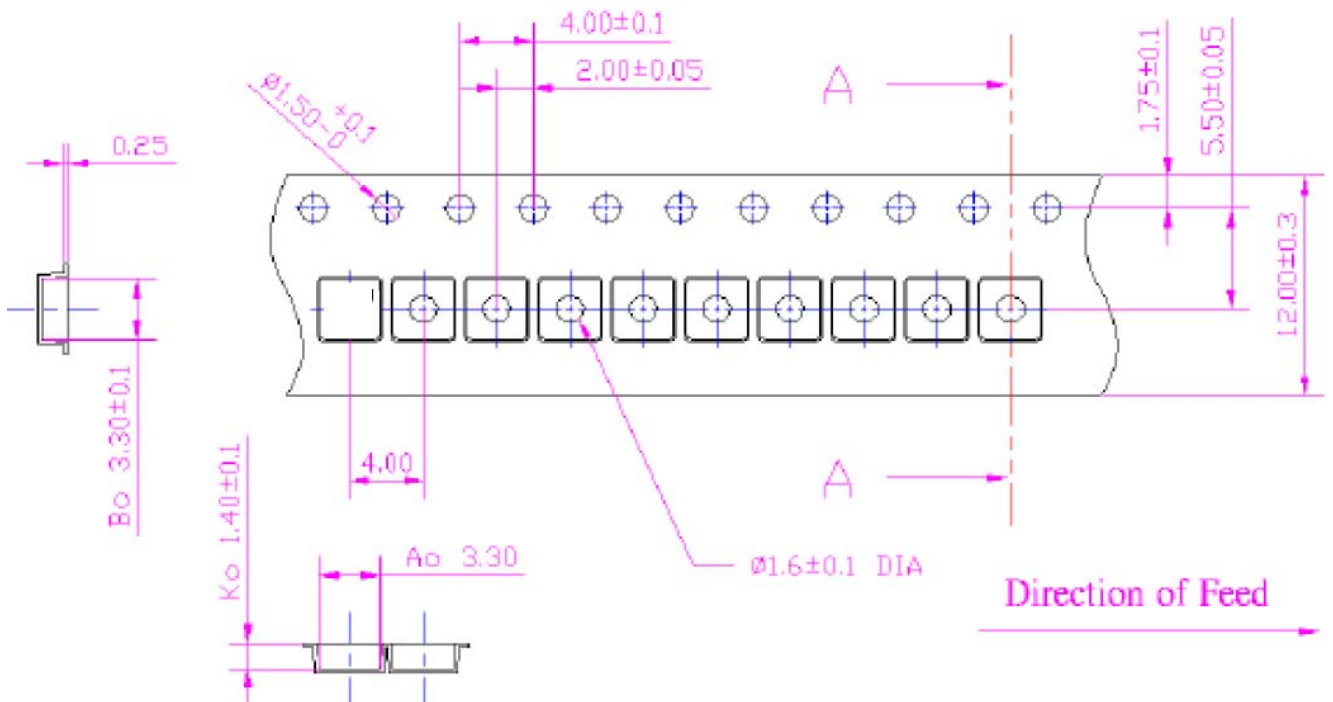 4.00±0.1
2.00±0.05
Ø1.50 +0.1
-0
A
1.75±0.1
5.50±0.05
0.25
12.00±0.3
Bo 3.30±0.1
4.00
A
Ko 1.40±0.1
Ao 3.30
Ø1.6±0.1 DIA
Direction of Feed